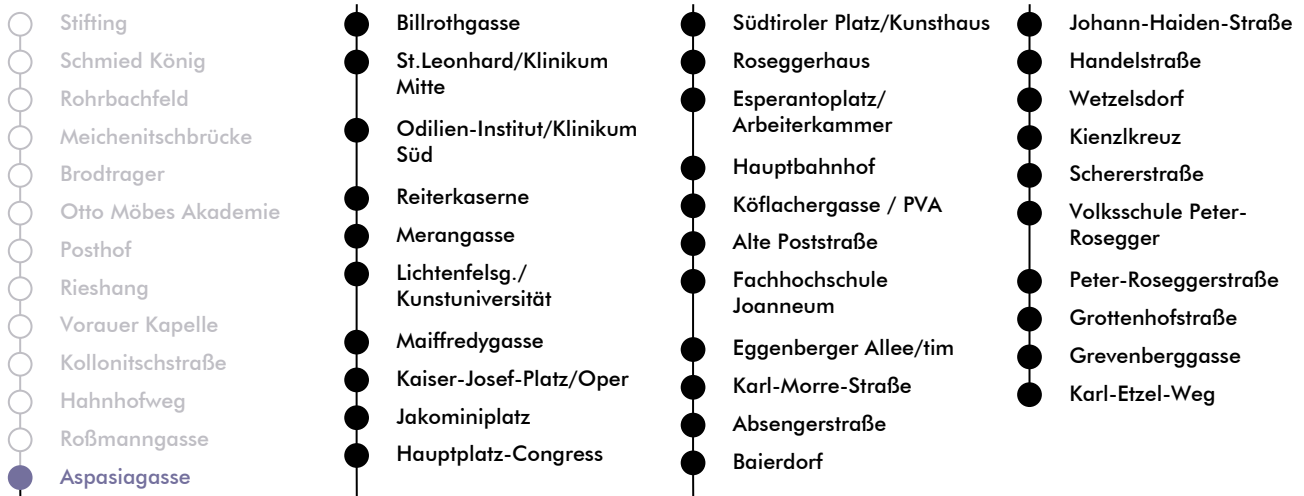 Stifting
Schmied König
Rohrbachfeld
Meichenitschbrücke
Brodtrager
Otto Möbes Akademie
Posthof
Rieshang
Vorauer Kapelle
Kollonitschstraße
Hahnhofweg
Roßmanngasse
Aspasiagasse
Billrothgasse
St.Leonhard/Klinikum
Mitte
Odilien-Institut/Klinikum
Süd
Reiterkaserne
Merangasse
Lichtenfelsg./
Kunstuniversität
Maiffredygasse
Kaiser-Josef-Platz/Oper
Jakominiplatz
Hauptplatz-Congress
Südtiroler Platz/Kunsthaus
Roseggerhaus
Esperantoplatz/
Arbeiterkammer
Hauptbahnhof
Köflachergasse / PVA
Alte Poststraße
Fachhochschule
Joanneum
Eggenberger Allee/tim
Karl-Morre-Straße
Absengerstraße
Baierdorf
Johann-Haiden-Straße
Handelstraße
Wetzelsdorf
Kienzlkreuz
Schererstraße
Volksschule Peter-
Rosegger
Peter-Roseggerstraße
Grottenhofstraße
Grevenberggasse
Karl-Etzel-Weg